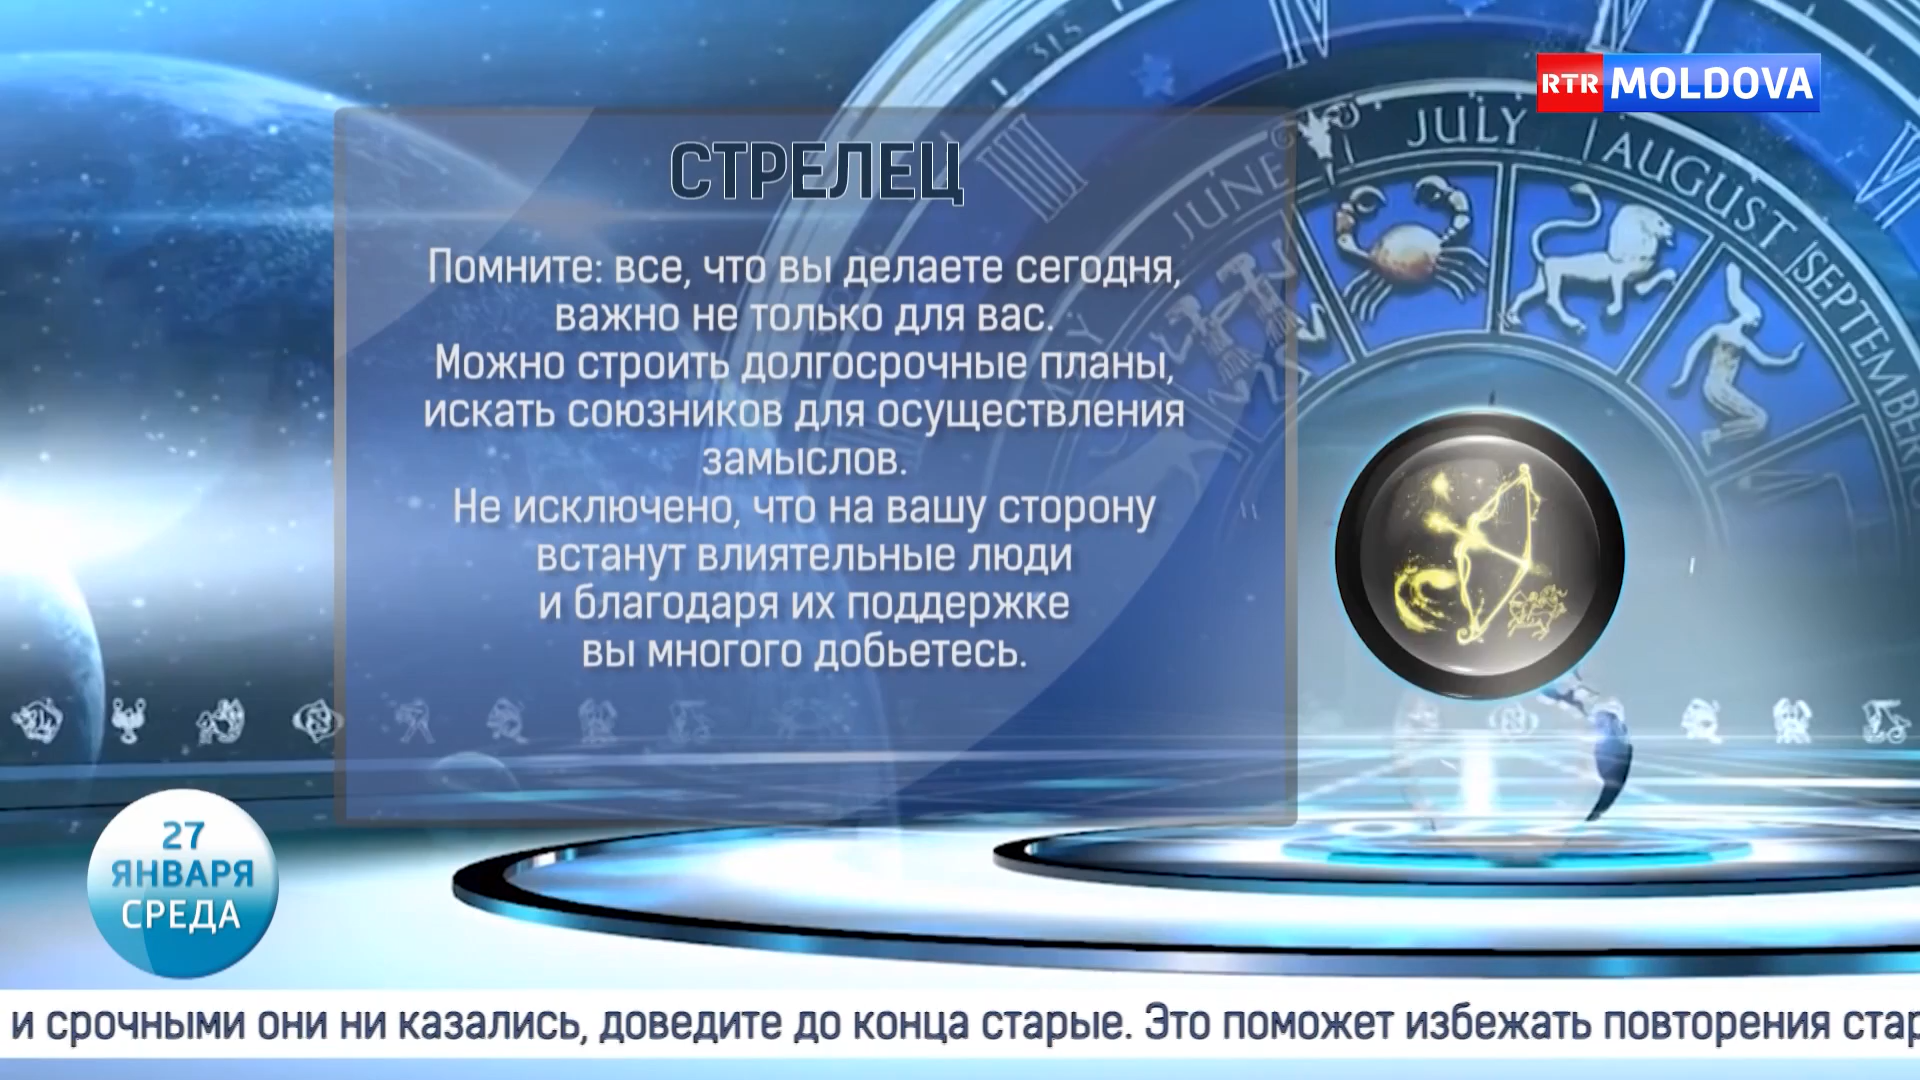 RTR MOLDOVA
315
JUNE
JULY
AUGUST
SEPTEMBER
СТРЕЛЕЦ
Помните: все, что вы делаете сегодня,
важно не только для вас.
Можно строить долгосрочные планы,
искать союзников для осуществления
замыслов.
Не исключено, что на вашу сторону
встанут влиятельные люди
и благодаря их поддержке
вы многого добьетесь.
27
ЯНВАРЯ
СРЕДА
и срочными они ни казались, доведите до конца старые. Это поможет избежать повторения стар